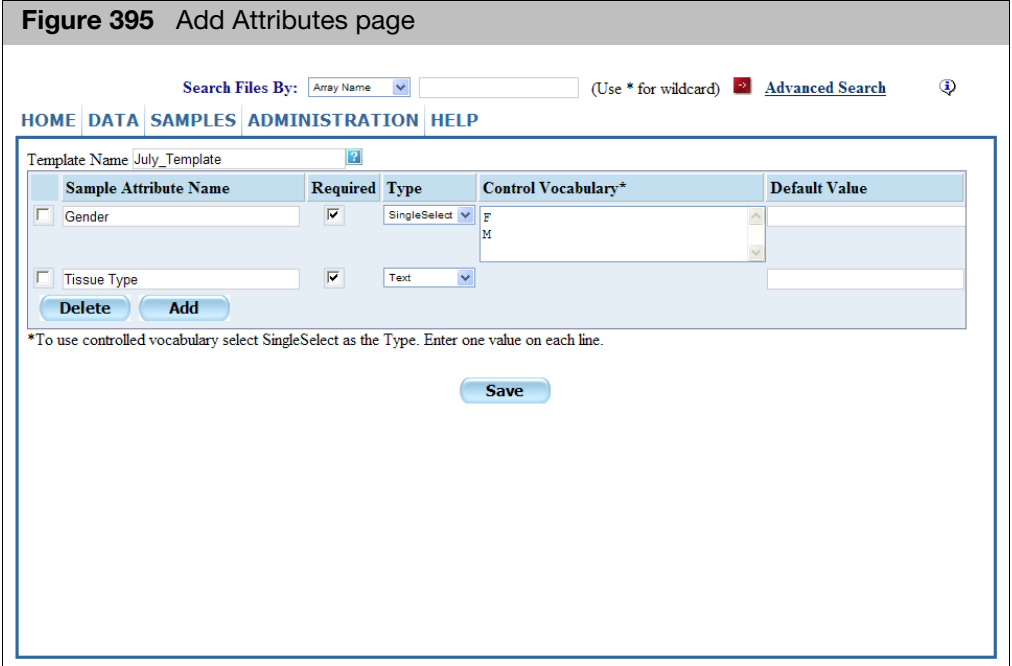 Figure 395 Add Attributes page
Search Files By: Array Name (Use * for wildcard) Advanced Search
HOME DATA SAMPLES ADMINISTRATION HELP
Template Name July_Template ?
Sample Attribute Name Required Type Control Vocabulary* Default Value
Gender SingleSelect F
M
Tissue Type Text
Delete Add
*To use controlled vocabulary select SingleSelect as the Type. Enter one value on each line.
Save